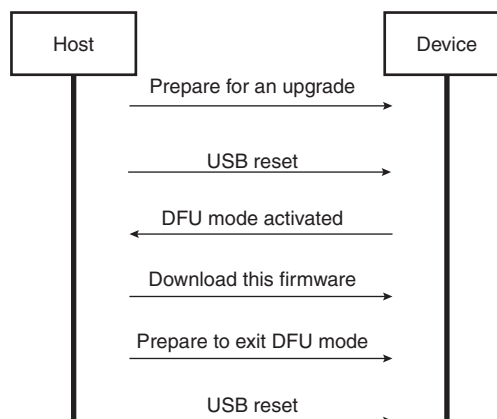 Host
Device
Prepare for an upgrade
USB reset
DFU mode activated
Download this firmware
Prepare to exit DFU mode
USB reset